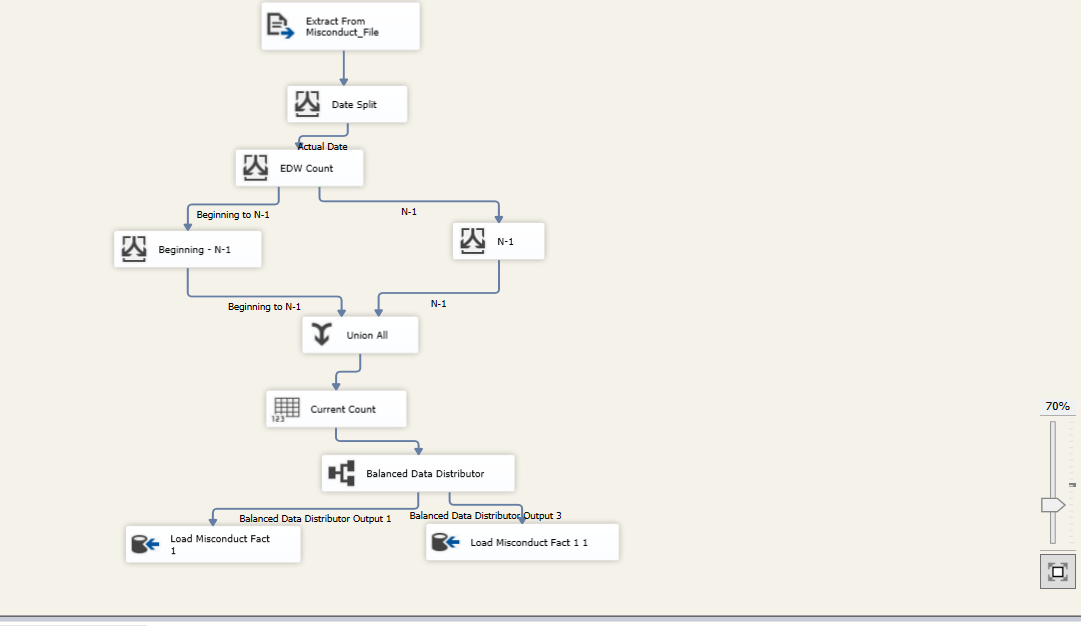 Extract From
Misconduct_File
Date Split
Actual Date
EDW Count
Beginning to N-1
N-1
Beginning - N-1
N-1
Beginning to N-1
N-1
Union All
123
Current Count
Balanced Data Distributor
Balanced Data Distributor Output 1
Balanced Data Distributor Output 3
Load Misconduct Fact
1
Load Misconduct Fact 1 1
70%